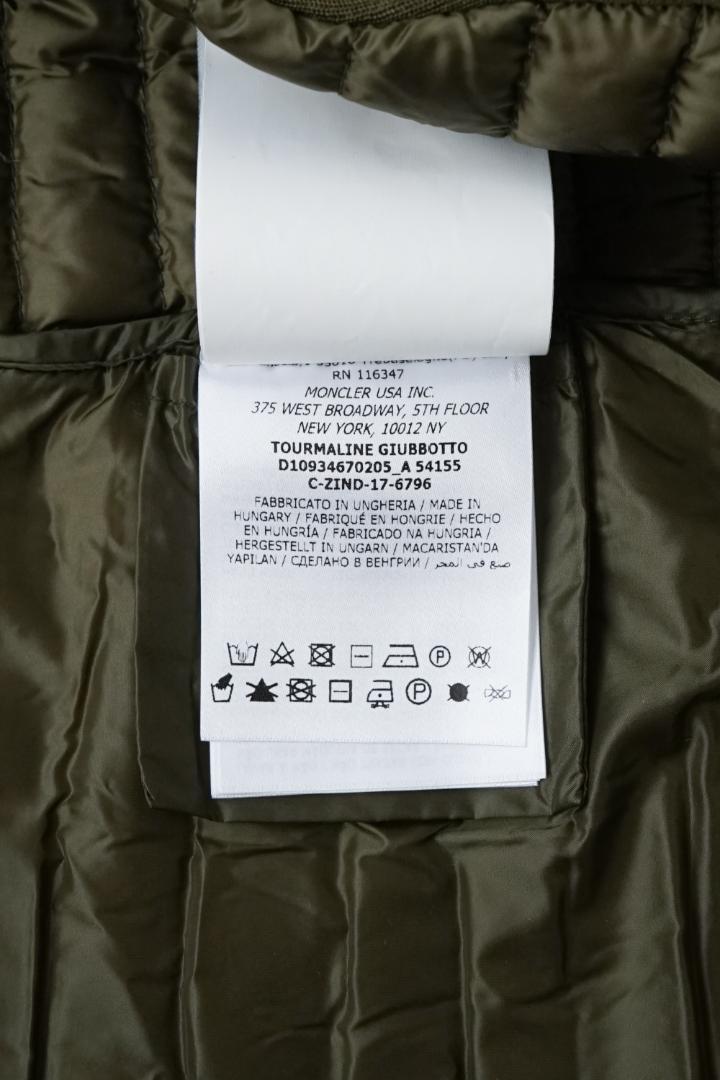 RN 116347
MONCLER USA INC.
375 WEST BROADWAY, 5TH FLOOR
NEW YORK, 10012 NY
TOURMALINE GIUBBOTTO
D10934670205_A 54155
C-ZIND-17-6796
FABBRICATO IN UNGHERIA / MADE IN
HUNGARY / FABRIQUÉ EN HONGRIE / HECHO
EN HUNGRÍA / FABRICADO NA HUNGRIA /
HERGESTELLT IN UNGARN / MACARISTAN'DA
YAPILAN / СДЕЛАНО В ВЕНГРИИ / صنع في المجر
P
W
P